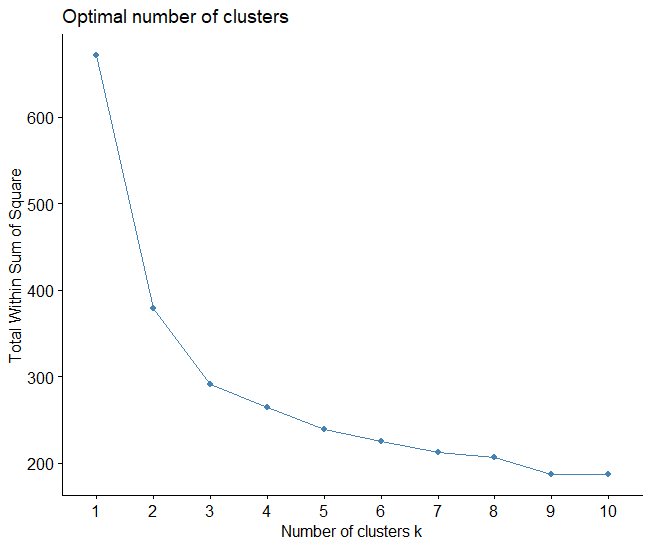 Optimal number of clusters
Total Within Sum of Square
600
500
400
300
200
1 2 3 4 5 6 7 8 9 10
Number of clusters k